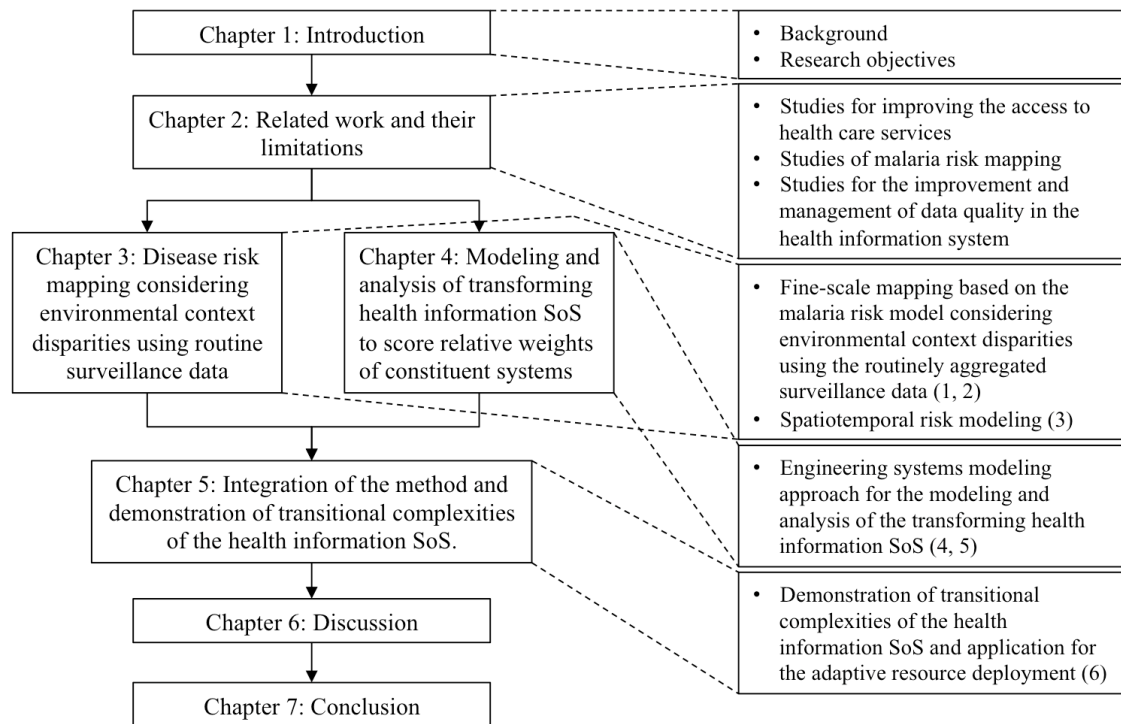 Chapter 1: Introduction
• Background
• Research objectives
Chapter 2: Related work and their
limitations
• Studies for improving the access to
health care services
• Studies of malaria risk mapping
• Studies for the improvement and
management of data quality in the
health information system
Chapter 3: Disease risk
mapping considering
environmental context
disparities using routine
surveillance data
Chapter 4: Modeling and
analysis of transforming
health information SoS
to score relative weights
of constituent systems
• Fine-scale mapping based on the
malaria risk model considering
environmental context disparities
using the routinely aggregated
surveillance data (1, 2)
• Spatiotemporal risk modeling (3)
• Engineering systems modeling
approach for the modeling and
analysis of the transforming health
information SoS (4, 5)
Chapter 5: Integration of the method and
demonstration of transitional complexities
of the health information SoS.
• Demonstration of transitional
complexities of the health
information SoS and application for
the adaptive resource deployment (6)
Chapter 6: Discussion
Chapter 7: Conclusion